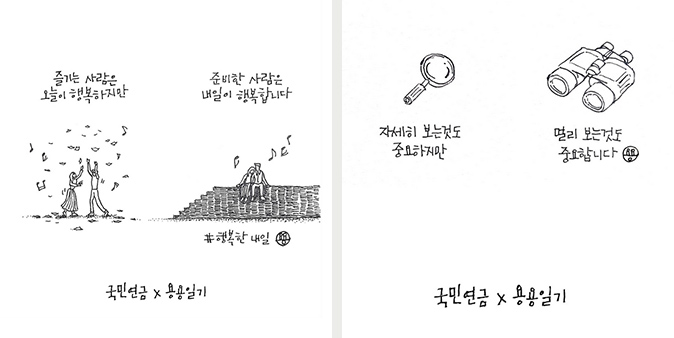 즐기는 사람은
오늘이 행복하지만
준비한 사람은
내일이 행복합니다
#행복한 내일
국민연금 x 용용일기
자세히 보는것도
중요하지만
멀리 보는것도
중요합니다
국민연금 x 용용일기